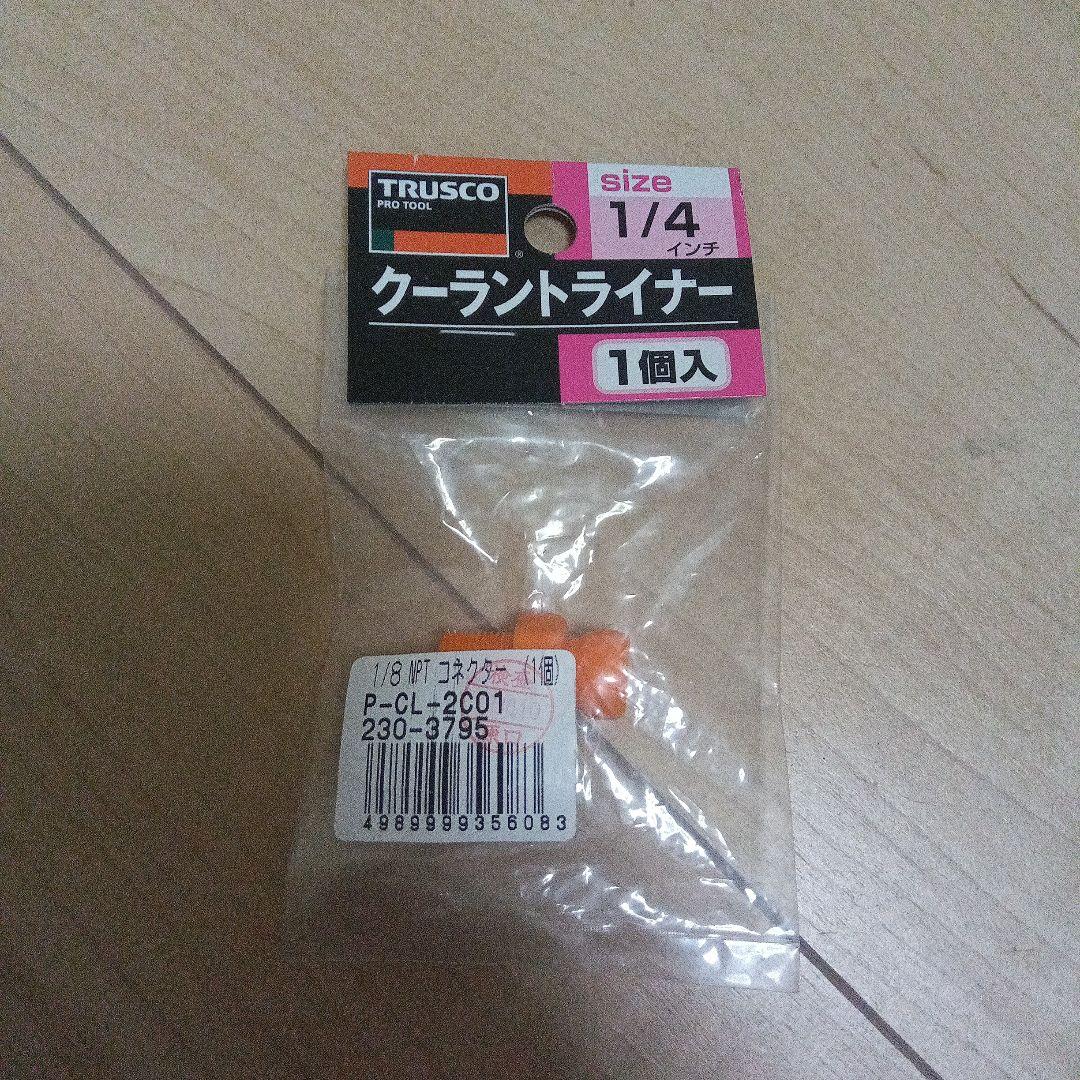 TRUSCO
PRO TOOL
®
size
1/4
インチ
クーラントライナー
1個入
1/8 NPT コネクター (1個)
P-CL-2C01
230-3795
4989999356083